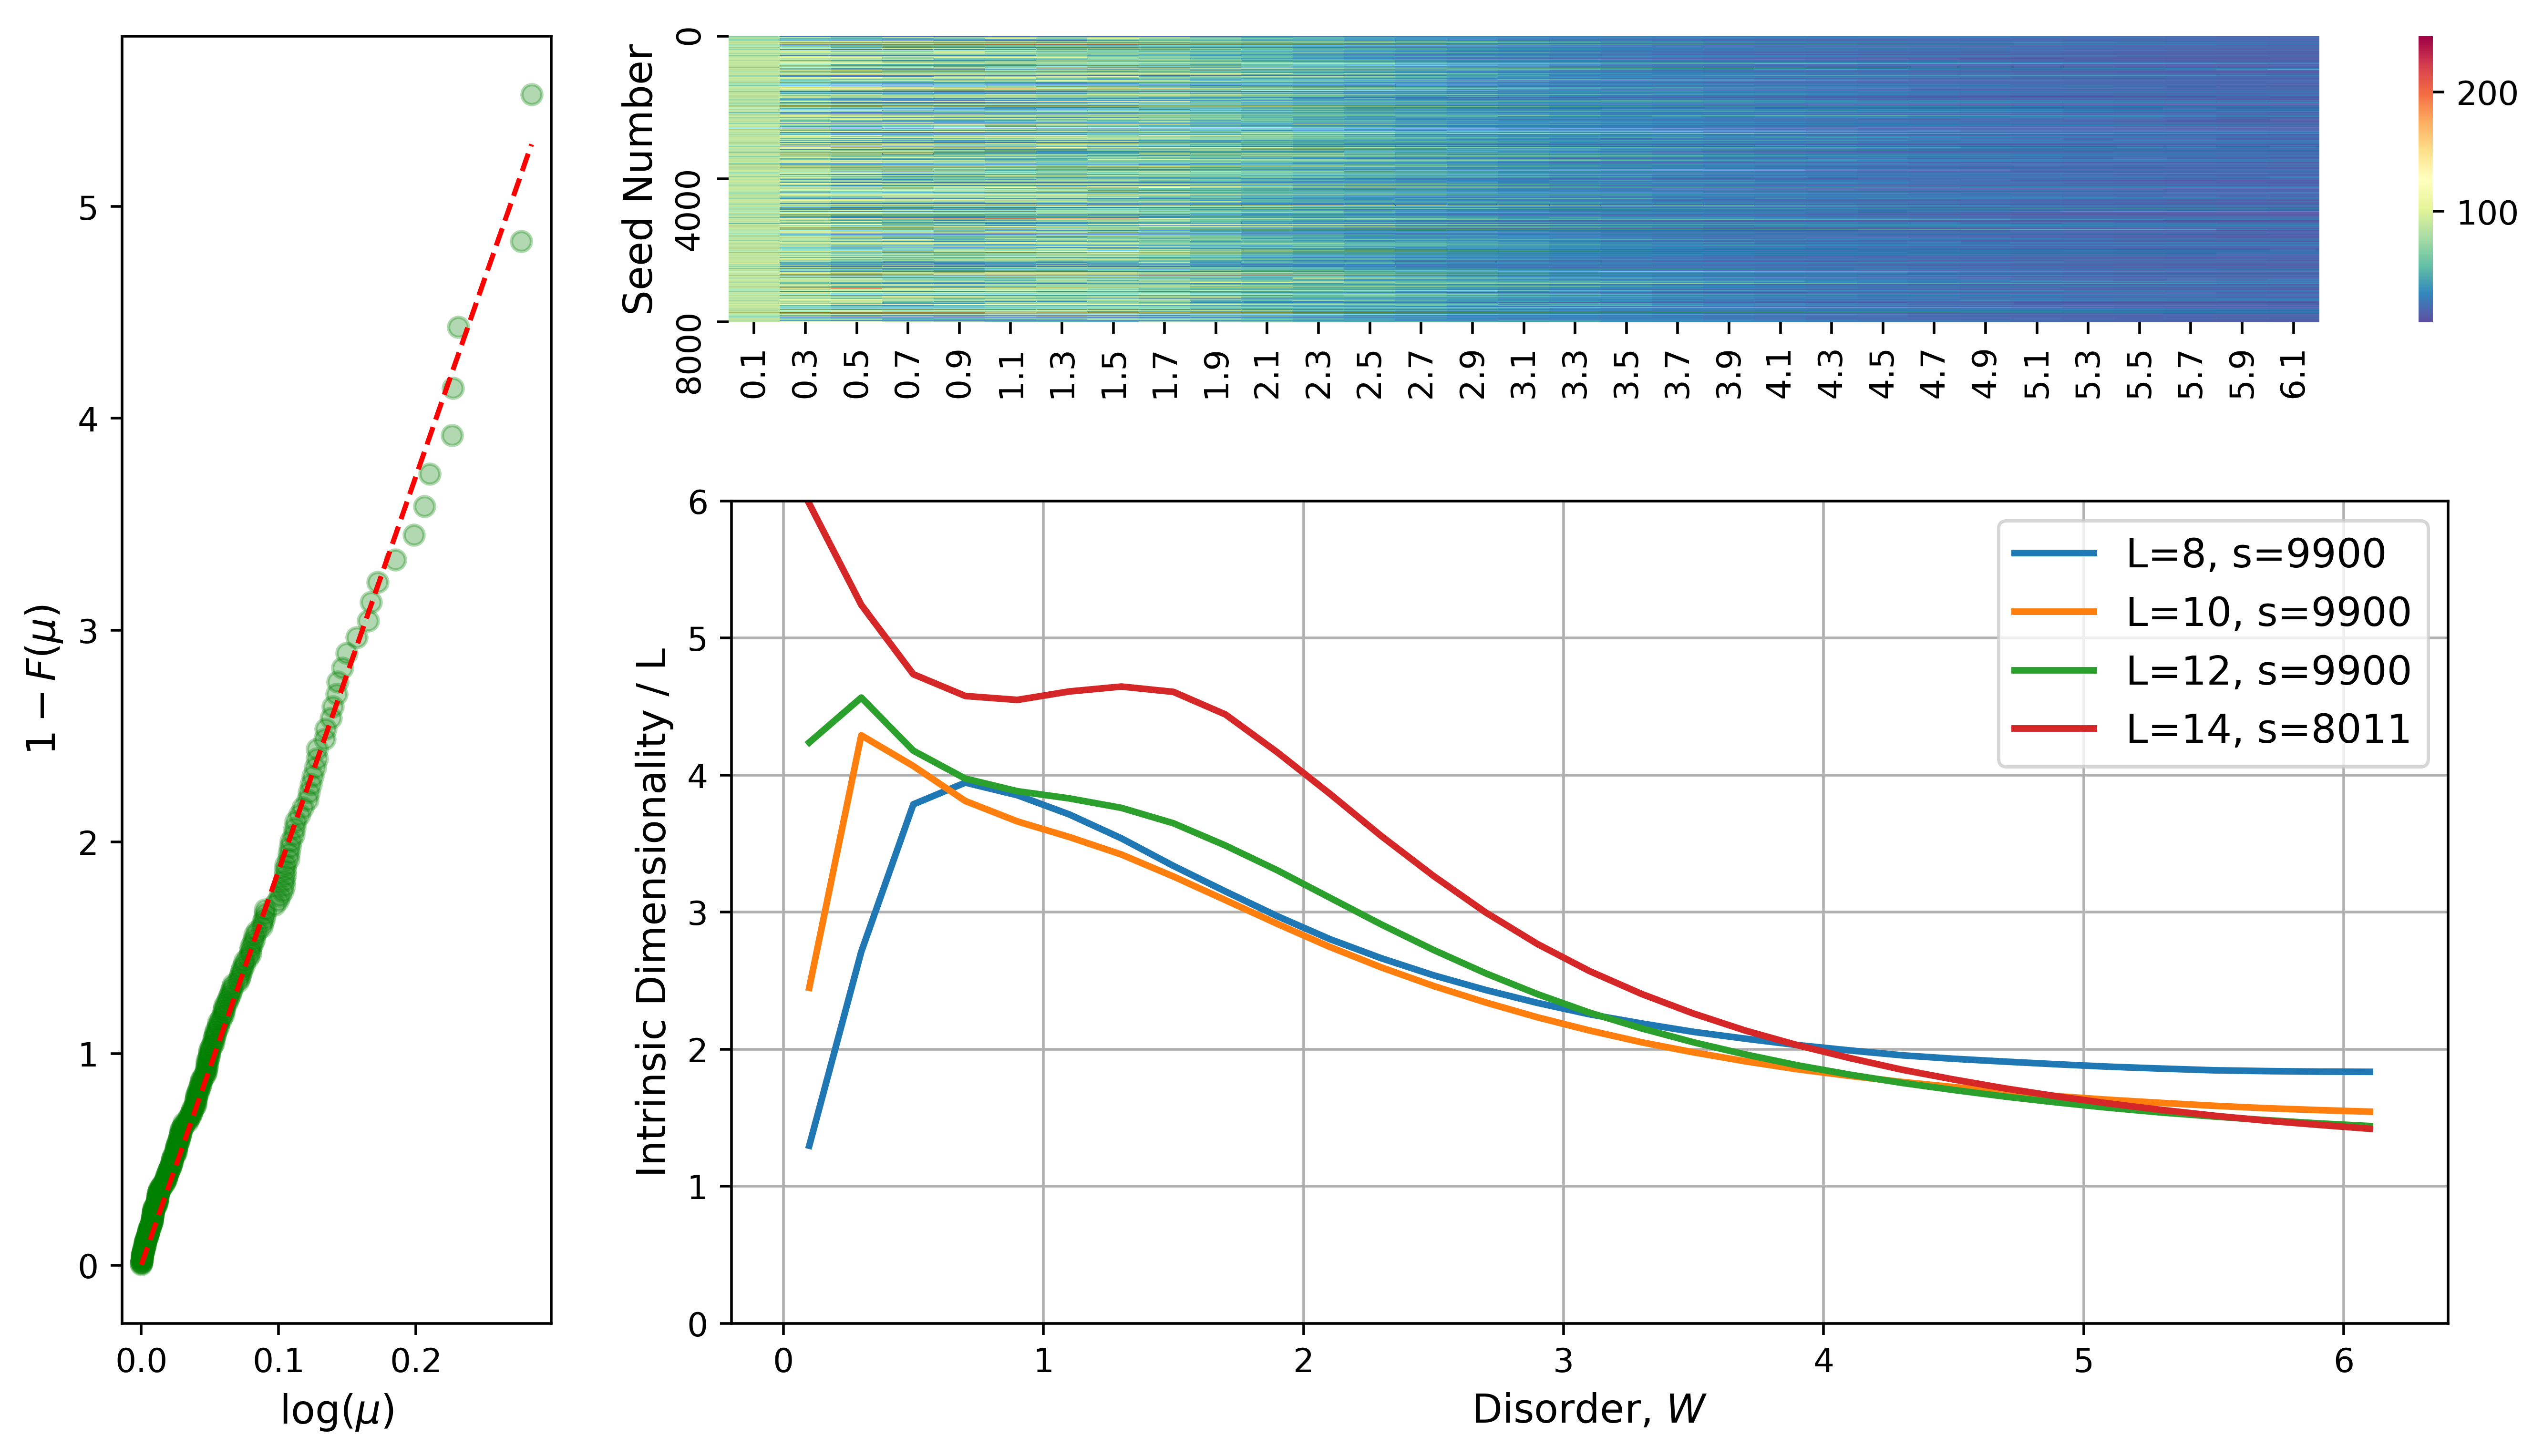 5
4
3
2
1
0
1 − F(μ)
0.0 0.1 0.2
log(μ)
Seed Number
0
4000
8000
0.1 0.3 0.5 0.7 0.9 1.1 1.3 1.5 1.7 1.9 2.1 2.3 2.5 2.7 2.9 3.1 3.3 3.5 3.7 3.9 4.1 4.3 4.5 4.7 4.9 5.1 5.3 5.5 5.7 5.9 6.1
200
100
Intrinsic Dimensionality / L
6
5
4
3
2
1
0
L=8, s=9900
L=10, s=9900
L=12, s=9900
L=14, s=8011
0 1 2 3 4 5 6
Disorder, W